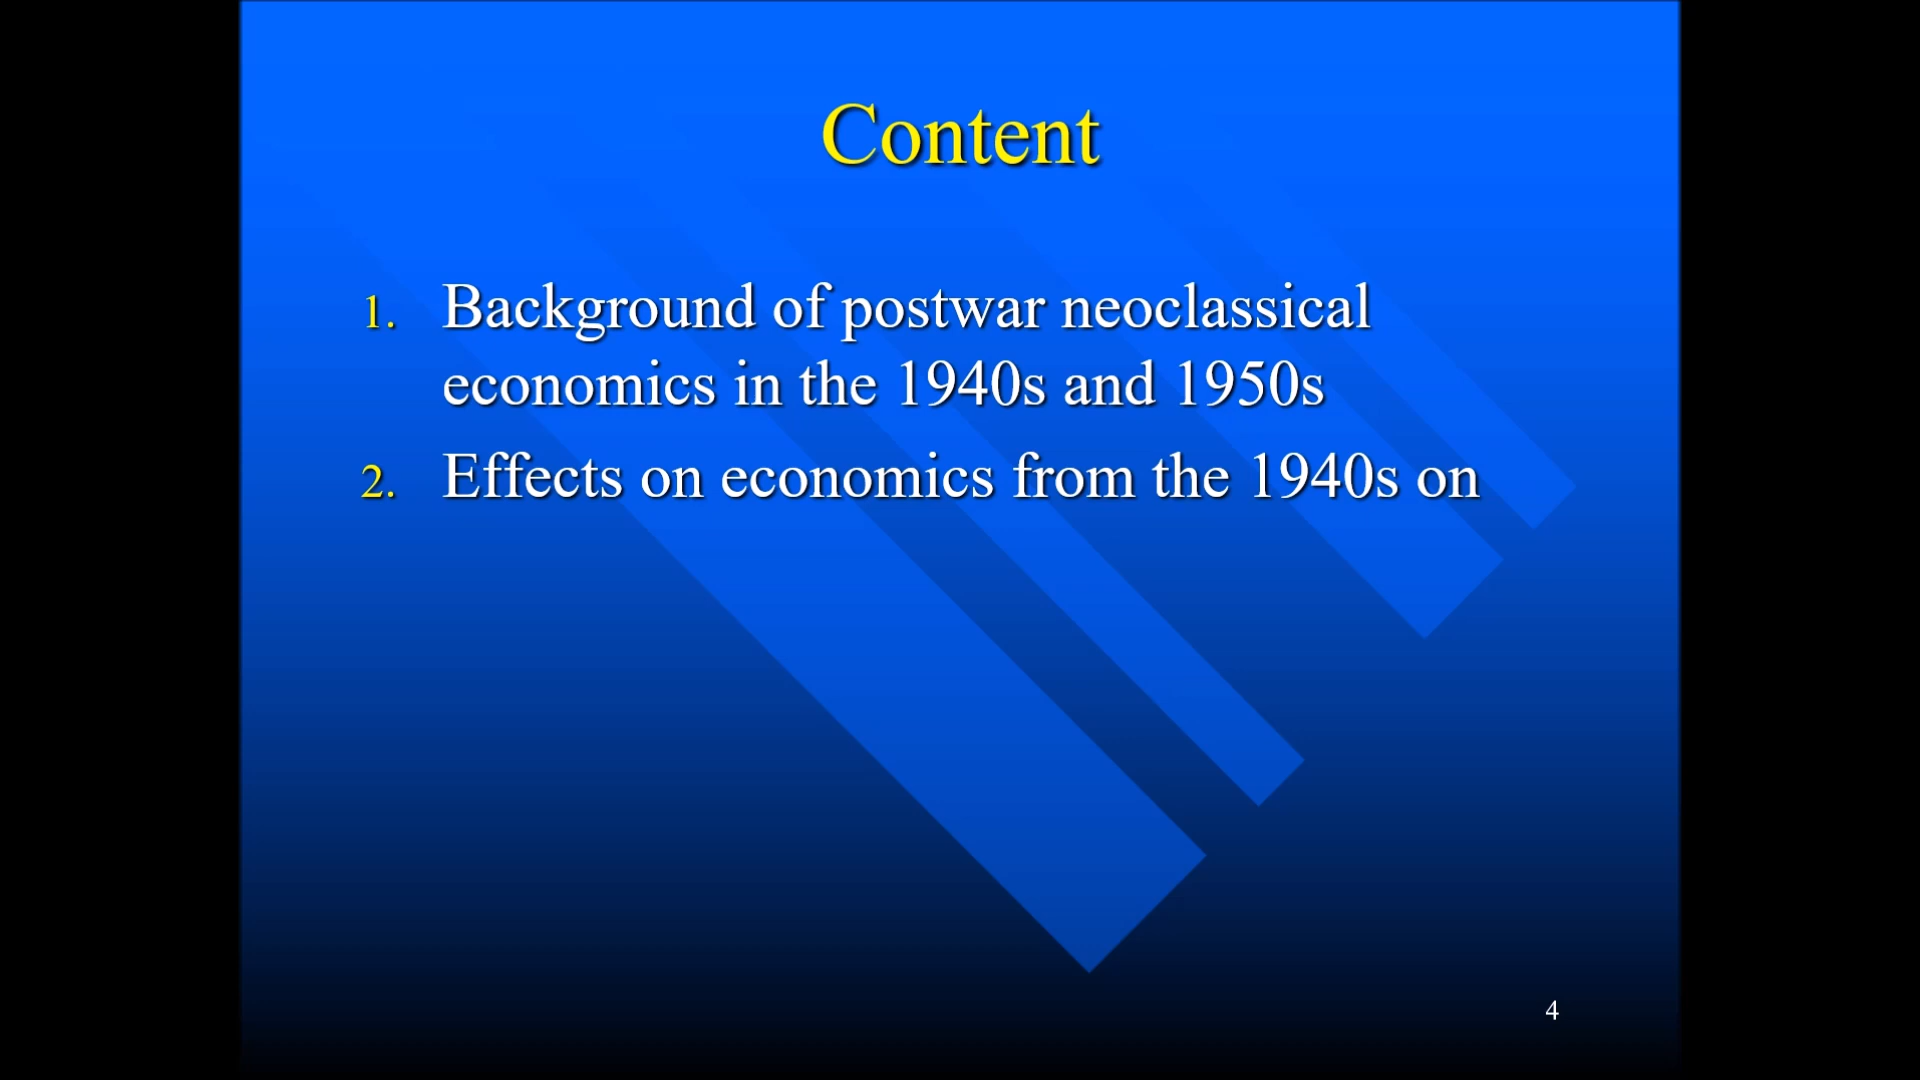 Content
1. Background of postwar neoclassical
economics in the 1940s and 1950s
2. Effects on economics from the 1940s on
4